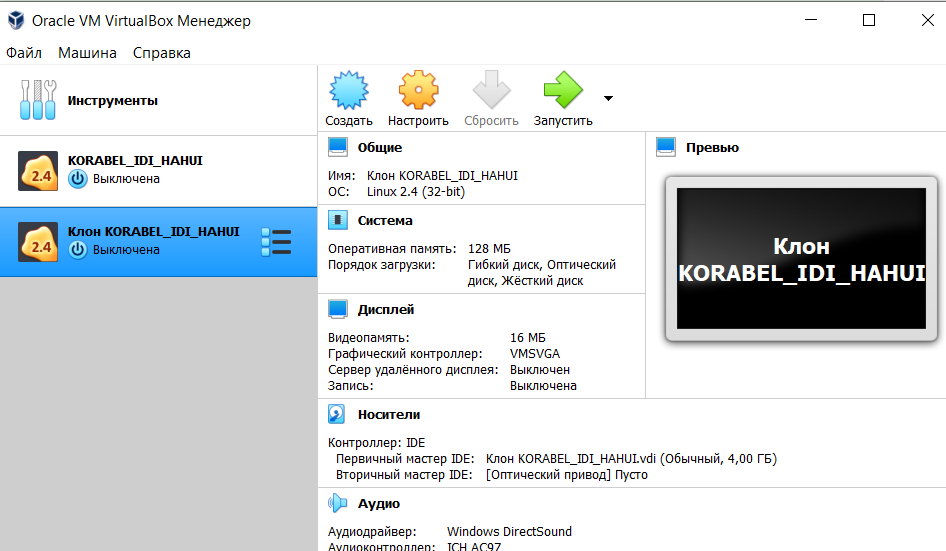 Oracle VM VirtualBox Менеджер
Файл Машина Справка
Инструменты
Создать Настроить Сбросить Запустить
2.4 KORABEL_IDI_HAHUI
Выключена
2.4 Клон KORABEL_IDI_HAHUI
Выключена
Общие
Имя: Клон KORABEL_IDI_HAHUI
ОС: Linux 2.4 (32-bit)
Система
Оперативная память: 128 МБ
Порядок загрузки: Гибкий диск, Оптический
диск, Жёсткий диск
Дисплей
Видеопамять: 16 МБ
Графический контроллер: VMSVGA
Сервер удалённого дисплея: Выключен
Запись: Выключена
Превью
Клон
KORABEL_IDI_HAHUI
Носители
Контроллер: IDE
Первичный мастер IDE: Клон KORABEL_IDI_HAHUI.vdi (Обычный, 4,00 ГБ)
Вторичный мастер IDE: [Оптический привод] Пусто
Аудио
Аудиодрайвер: Windows DirectSound
Аудиоконтроллер: ICH AC97